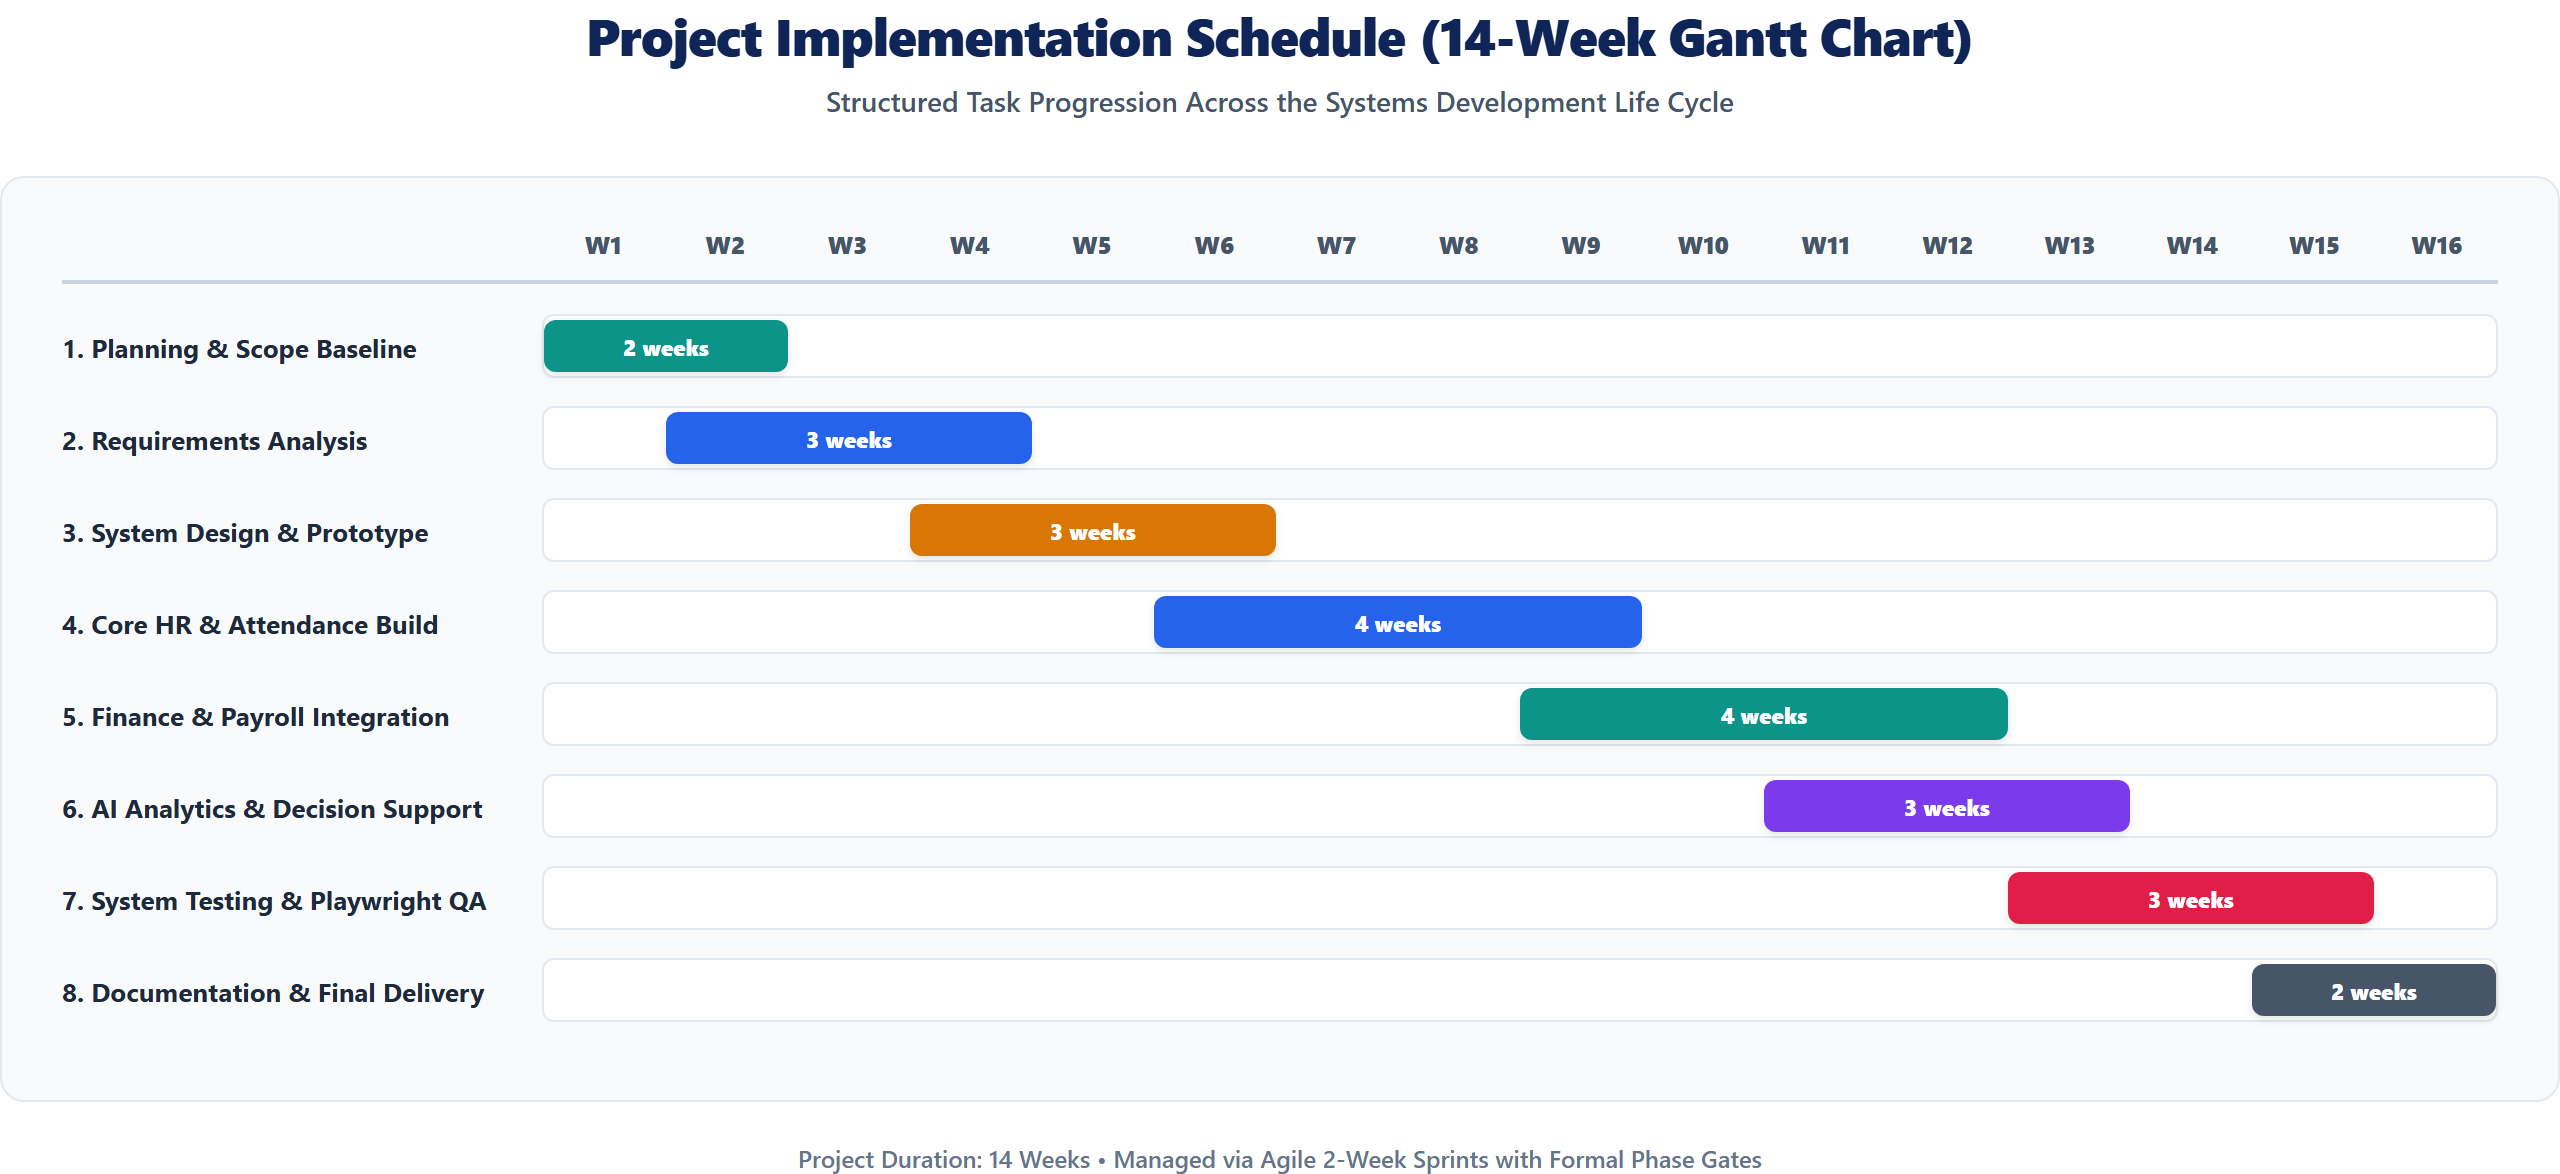 Project Implementation Schedule (14-Week Gantt Chart)
Structured Task Progression Across the Systems Development Life Cycle
W1 W2 W3 W4 W5 W6 W7 W8 W9 W10 W11 W12 W13 W14 W15 W16
1. Planning & Scope Baseline 2 weeks
2. Requirements Analysis 3 weeks
3. System Design & Prototype 3 weeks
4. Core HR & Attendance Build 4 weeks
5. Finance & Payroll Integration 4 weeks
6. AI Analytics & Decision Support 3 weeks
7. System Testing & Playwright QA 3 weeks
8. Documentation & Final Delivery 2 weeks
Project Duration: 14 Weeks • Managed via Agile 2-Week Sprints with Formal Phase Gates